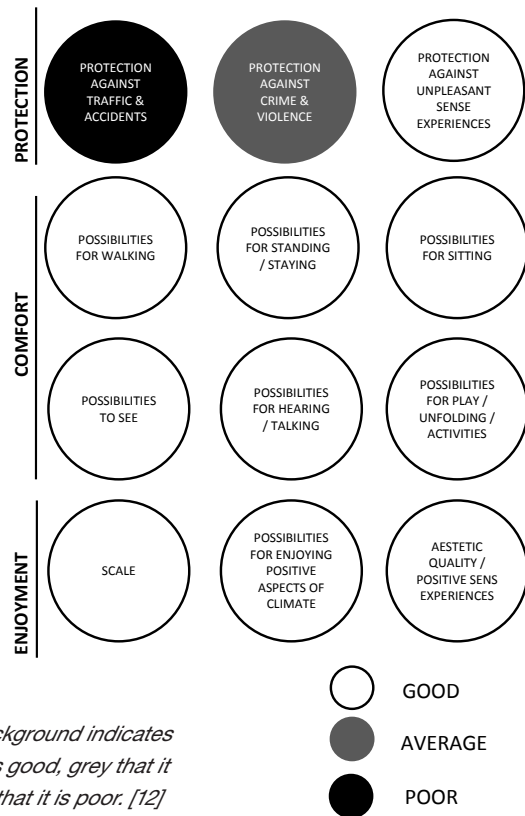 PROTECTION
PROTECTION
AGAINST
TRAFFIC &
ACCIDENTS
PROTECTION
AGAINST
CRIME &
VIOLENCE
PROTECTION
AGAINST
UNPLEASANT
SENSE
EXPERIENCES
COMFORT
POSSIBILITIES
FOR WALKING
POSSIBILITIES
FOR STANDING
/ STAYING
POSSIBILITIES
FOR SITTING
POSSIBILITIES
TO SEE
POSSIBILITIES
FOR HEARING
/ TALKING
POSSIBILITIES
FOR PLAY /
UNFOLDING /
ACTIVITIES
ENJOYMENT
SCALE
POSSIBILITIES
FOR ENJOYING
POSITIVE
ASPECTS OF
CLIMATE
AESTETIC
QUALITY /
POSITIVE SENS
EXPERIENCES
GOOD
AVERAGE
POOR
ckground indicates
s good, grey that it
that it is poor. [12]